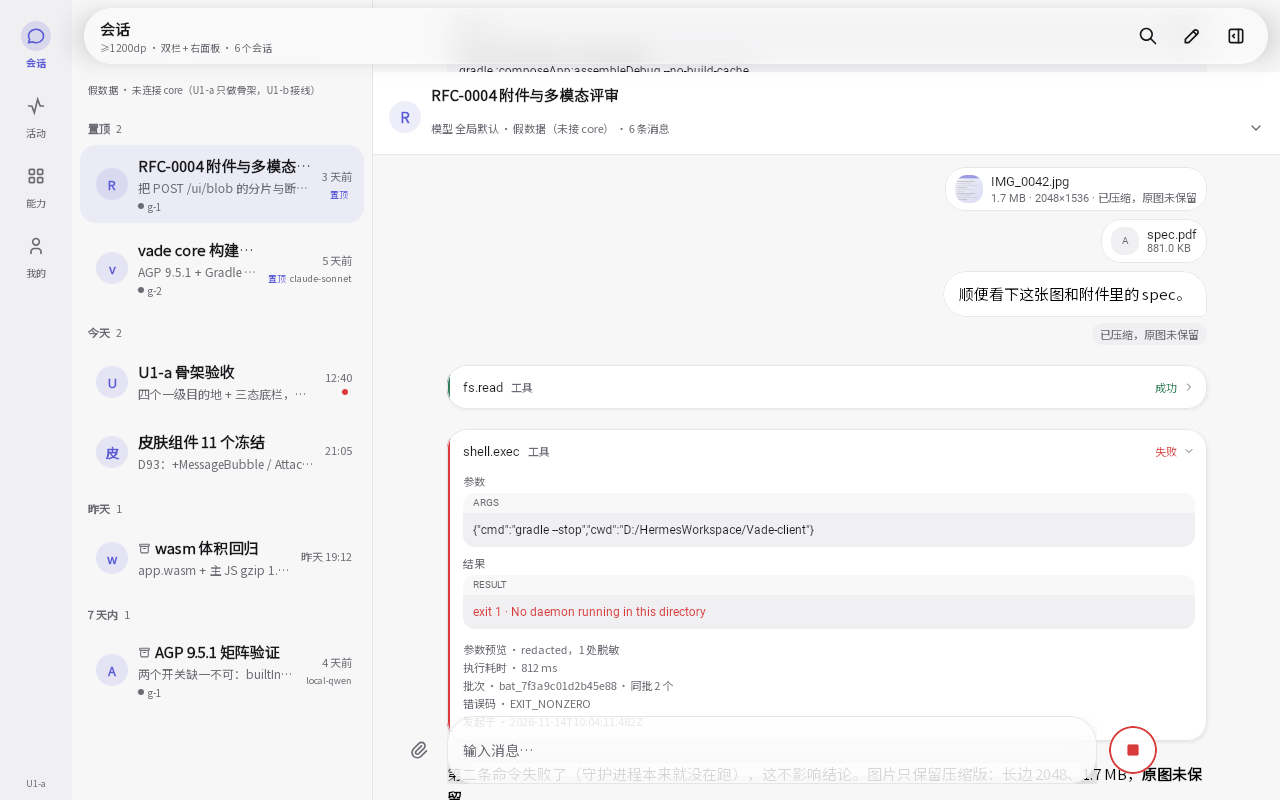 会话
活动
能力
我的
U1-a
会话
≥1200dp · 双栏 + 右面板 · 6 个会话
假数据 · 未连接 core（U1-a 只做骨架，U1-b 接线）
置顶 2
R
RFC-0004 附件与多模态…
3 天前
把 POST /ui/blob 的分片与断…
置顶
g-1
v
vade core 构建…
5 天前
AGP 9.5.1 + Gradle …
置顶 claude-sonnet
g-2
今天 2
U
U1-a 骨架验收
12:40
四个一级目的地 + 三态底栏，…
皮
皮肤组件 11 个冻结
21:05
D93：+MessageBubble / Attac…
昨天 1
w
wasm 体积回归
昨天 19:12
app.wasm + 主 JS gzip 1.…
7 天内 1
A
AGP 9.5.1 矩阵验证
4 天前
两个开关缺一不可：builtIn…
local-qwen
g-1
gradle :composeApp:assembleDebug --no-build-cache
R
RFC-0004 附件与多模态评审
模型 全局默认 · 假数据（未接 core） · 6 条消息
IMG_0042.jpg
1.7 MB · 2048×1536 · 已压缩，原图未保留
A
spec.pdf
881.0 KB
顺便看下这张图和附件里的 spec。
已压缩，原图未保留
fs.read 工具
成功
shell.exec 工具
失败
参数
ARGS
{"cmd":"gradle --stop","cwd":"D:/HermesWorkspace/Vade-client"}
结果
RESULT
exit 1 · No daemon running in this directory
参数预览 · redacted，1 处脱敏
执行耗时 · 812 ms
批次 · bat_7f3a9c01d2b45e88 · 同批 2 个
错误码 · EXIT_NONZERO
发起于 · 2026-11-14T10:04:11.482Z
输入消息…
第二条命令失败了（守护进程本来就没在跑），这不影响结论。图片只保留压缩版：长边 2048、1.7 MB，原图未保
留